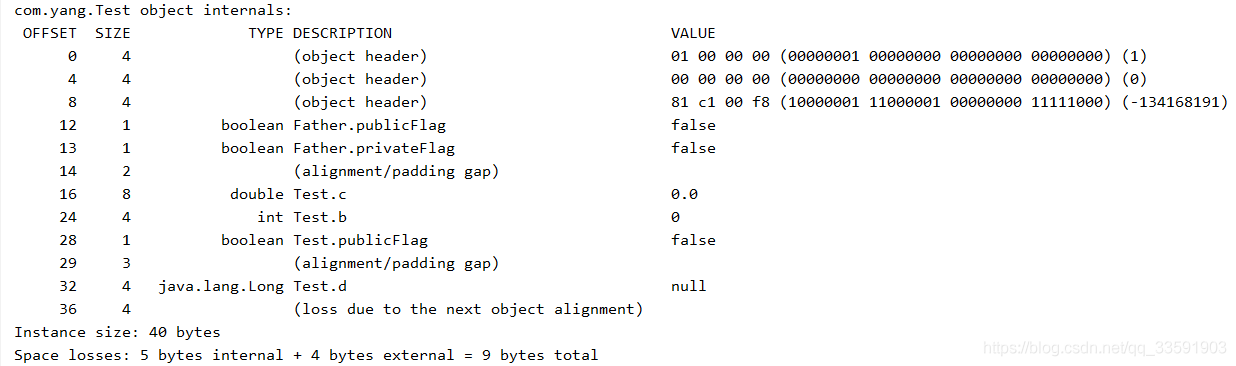 com.yang.Test object internals:
OFFSET SIZE TYPE DESCRIPTION VALUE
0 4 (object header) 01 00 00 00 (00000001 00000000 00000000 00000000) (1)
4 4 (object header) 00 00 00 00 (00000000 00000000 00000000 00000000) (0)
8 4 (object header) 81 c1 00 f8 (10000001 11000001 00000000 11111000) (-134168191)
12 1 boolean Father.publicFlag false
13 1 boolean Father.privateFlag false
14 2 (alignment/padding gap)
16 8 double Test.c 0.0
24 4 int Test.b 0
28 1 boolean Test.publicFlag false
29 3 (alignment/padding gap)
32 4 java.lang.Long Test.d null
36 4 (loss due to the next object alignment)
Instance size: 40 bytes
Space losses: 5 bytes internal + 4 bytes external = 9 bytes total
https://blog.csdn.net/qq_33591903